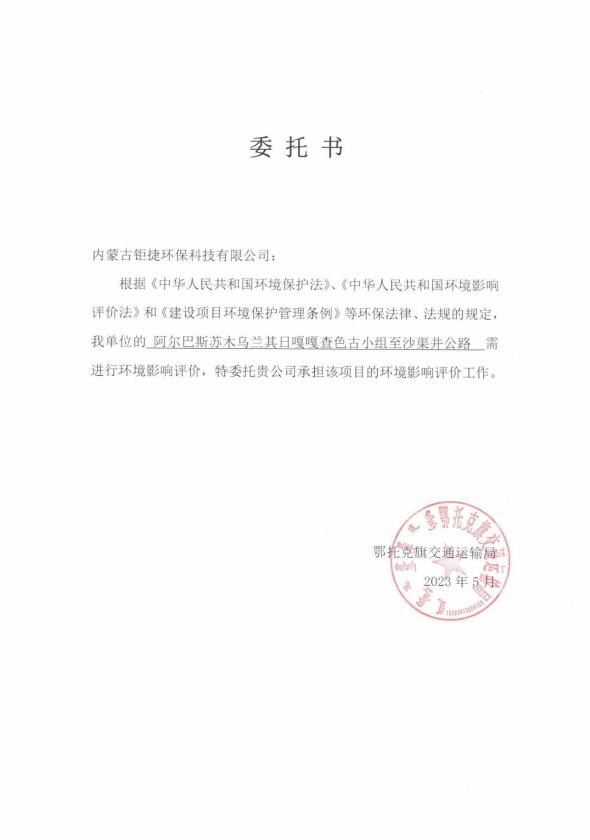 委托书
内蒙古钜捷环保科技有限公司：
根据《中华人民共和国环境保护法》、《中华人民共和国环境影响
评价法》和《建设项目环境保护管理条例》等环保法律、法规的规定，
我单位的 阿尔巴斯苏木乌兰其日嘎嘎查色古小组至沙渠井公路 需
进行环境影响评价，特委托贵公司承担该项目的环境影响评价工作。
鄂托克旗交通运输局
2023 年 5 月